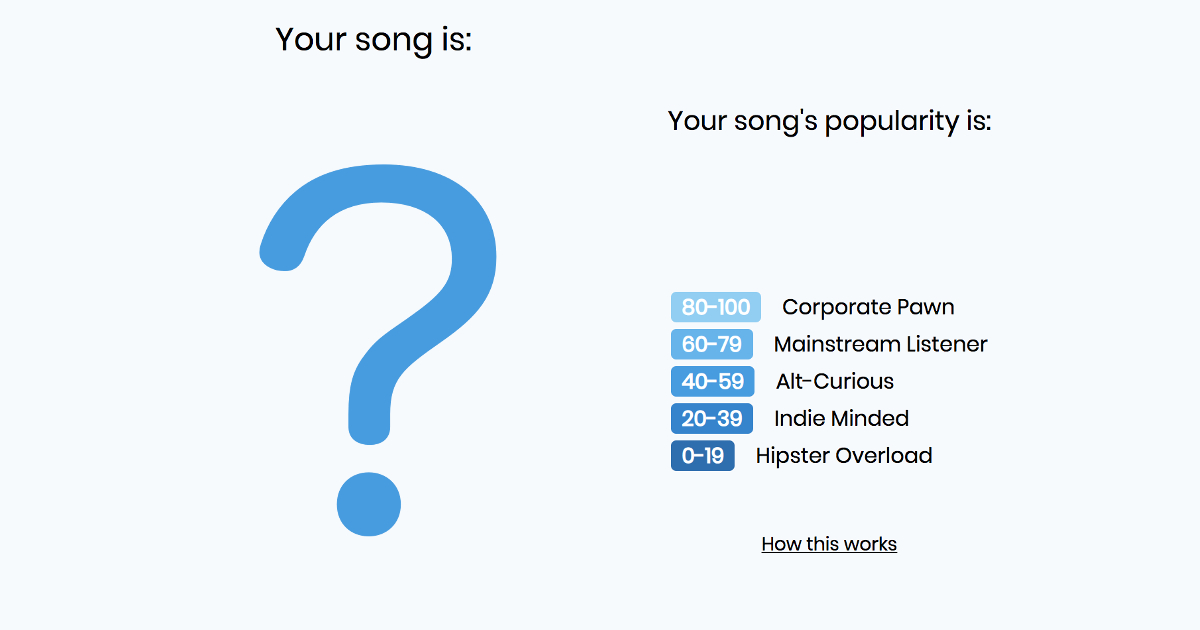 Your song is:
Your song's popularity is:
80-100 Corporate Pawn
60-79 Mainstream Listener
40-59 Alt-Curious
20-39 Indie Minded
0-19 Hipster Overload
How this works